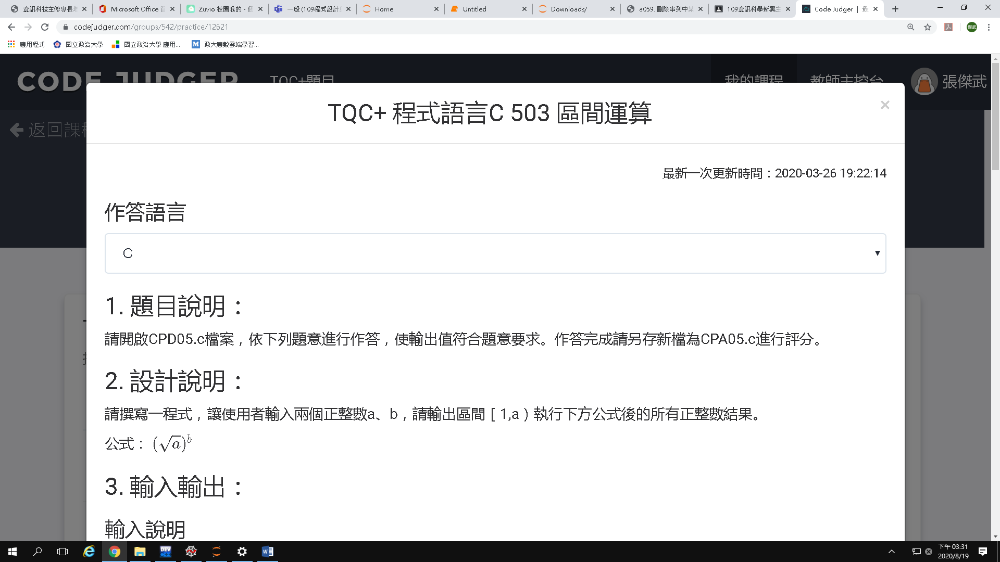 資訊科技主修專長增
Microsoft Office 首
Zuvio 校園我的 - 個
一般 (109程式設計與
Home
Untitled
Downloads/
a059. 刪除串列中某
109資訊科學新興主
Code Judger | 最
codejudger.com/groups/542/practice/12621
傑武
應用程式
國立政治大學
國立政治大學 應用...
政大應數雲端學習...
CODE JUDGER
TQC+題目
我的課程
教師主控台
張傑武
返回課程
TQC+ 程式語言C 503 區間運算
×
最新一次更新時間：2020-03-26 19:22:14
作答語言
C
1. 題目說明：
請開啟CPD05.c檔案，依下列題意進行作答，使輸出值符合題意要求。作答完成請另存新檔為CPA05.c進行評分。
2. 設計說明：
請撰寫一程式，讓使用者輸入兩個正整數a、b，請輸出區間［1,a）執行下方公式後的所有正整數結果。
公式： (√a)^b
3. 輸入輸出：
輸入說明
DEV
下午 03:31
2020/8/19